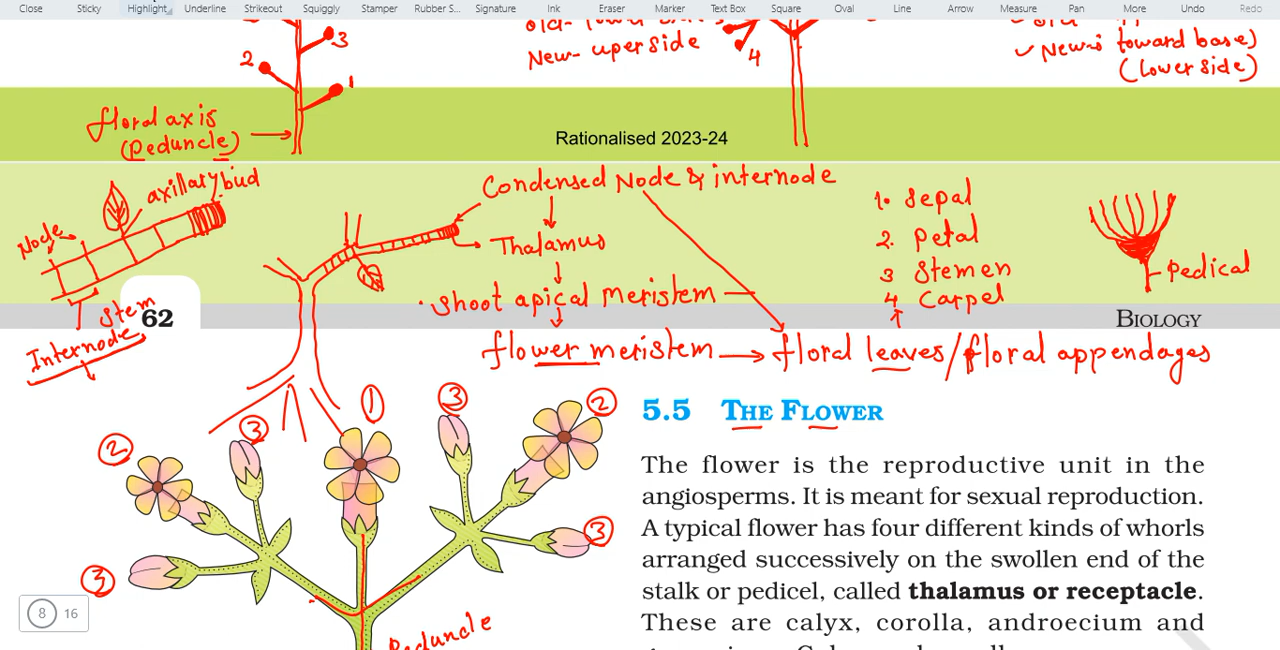 Close Sticky Highlight Underline Strikeout Squiggly Stamper Rubber S... Signature Ink Eraser Marker Text Box Square Oval Line Arrow Measure Pan More Undo Redo
3
2
1
New- uper side
4
New → toward base)
(lower side)
floral axis
(Peduncle)
Rationalised 2023-24
axillary bud
Node
Stem
Internode
Condensed Node & internode
Thalamus
Shoot apical Meristem
flower meristem → floral leaves/floral appendages
1. Sepal
2. Petal
3 Stemen
4 Carpel
Pedical
62
BIOLOGY
1
2
3
2
3
3
3
Peduncle
5.5 THE FLOWER
The flower is the reproductive unit in the
angiosperms. It is meant for sexual reproduction.
A typical flower has four different kinds of whorls
arranged successively on the swollen end of the
stalk or pedicel, called thalamus or receptacle.
These are calyx, corolla, androecium and
8 16